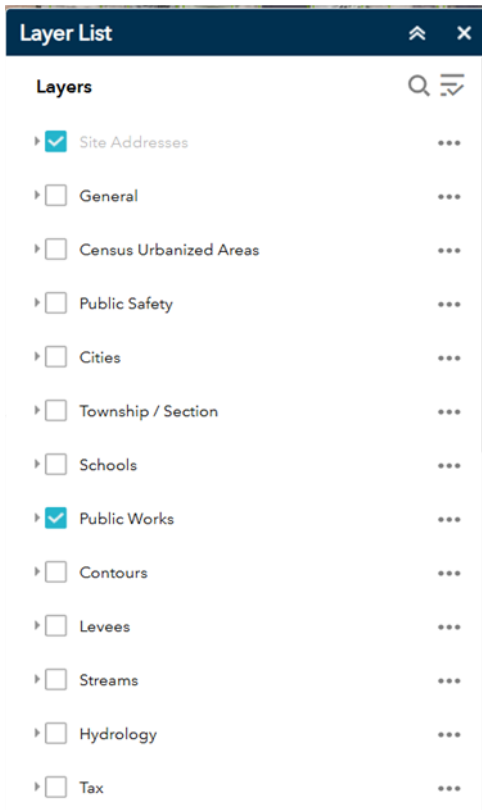 Layer List
Layers
Site Addresses
General
Census Urbanized Areas
Public Safety
Cities
Township / Section
Schools
Public Works
Contours
Levees
Streams
Hydrology
Tax